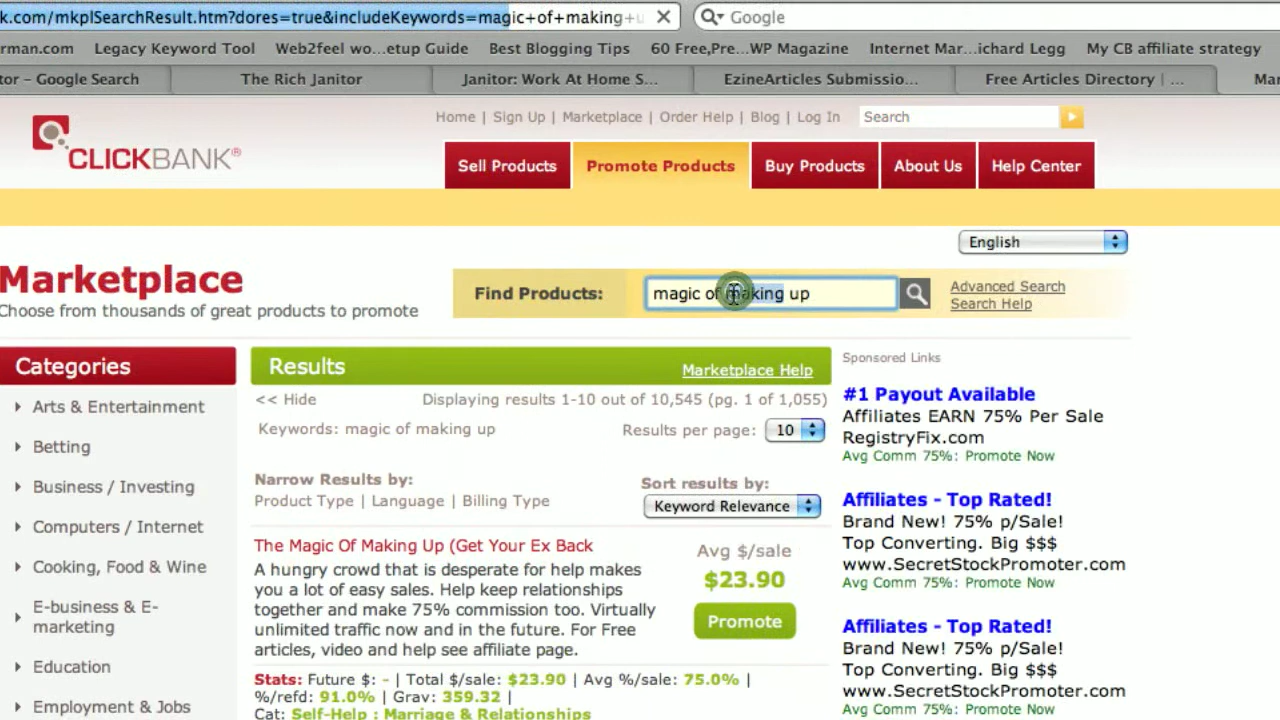 k.com/mkplSearchResult.htm?dores=true&includeKeywords=magic+of+making+u
Google
rman.com Legacy Keyword Tool Web2feel wo...etup Guide Best Blogging Tips 60 Free,Pre...WP Magazine Internet Mar...ichard Legg My CB affiliate strategy
tor – Google Search The Rich Janitor Janitor: Work At Home S... EzineArticles Submissio... Free Articles Directory | ... Mar
Home | Sign Up | Marketplace | Order Help | Blog | Log In Search
CLICKBANK®
Sell Products Promote Products Buy Products About Us Help Center
English
Marketplace
Choose from thousands of great products to promote
Find Products: magic of making up
Advanced Search
Search Help
Categories
Arts & Entertainment
Betting
Business / Investing
Computers / Internet
Cooking, Food & Wine
E-business & E-
marketing
Education
Employment & Jobs
Results Marketplace Help
<< Hide Displaying results 1-10 out of 10,545 (pg. 1 of 1,055)
Keywords: magic of making up Results per page: 10
Narrow Results by: Sort results by:
Product Type | Language | Billing Type Keyword Relevance
The Magic Of Making Up (Get Your Ex Back
A hungry crowd that is desperate for help makes
you a lot of easy sales. Help keep relationships
together and make 75% commission too. Virtually
unlimited traffic now and in the future. For Free
articles, video and help see affiliate page.
Avg $/sale
$23.90
Promote
Stats: Future $: - | Total $/sale: $23.90 | Avg %/sale: 75.0% |
%/refd: 91.0% | Grav: 359.32 |
Cat: Self-Help : Marriage & Relationships
Sponsored Links
#1 Payout Available
Affiliates EARN 75% Per Sale
RegistryFix.com
Avg Comm 75%: Promote Now
Affiliates - Top Rated!
Brand New! 75% p/Sale!
Top Converting. Big $$$
www.SecretStockPromoter.com
Avg Comm 75%: Promote Now
Affiliates - Top Rated!
Brand New! 75% p/Sale!
Top Converting. Big $$$
www.SecretStockPromoter.com
Avg Comm 75%: Promote Now